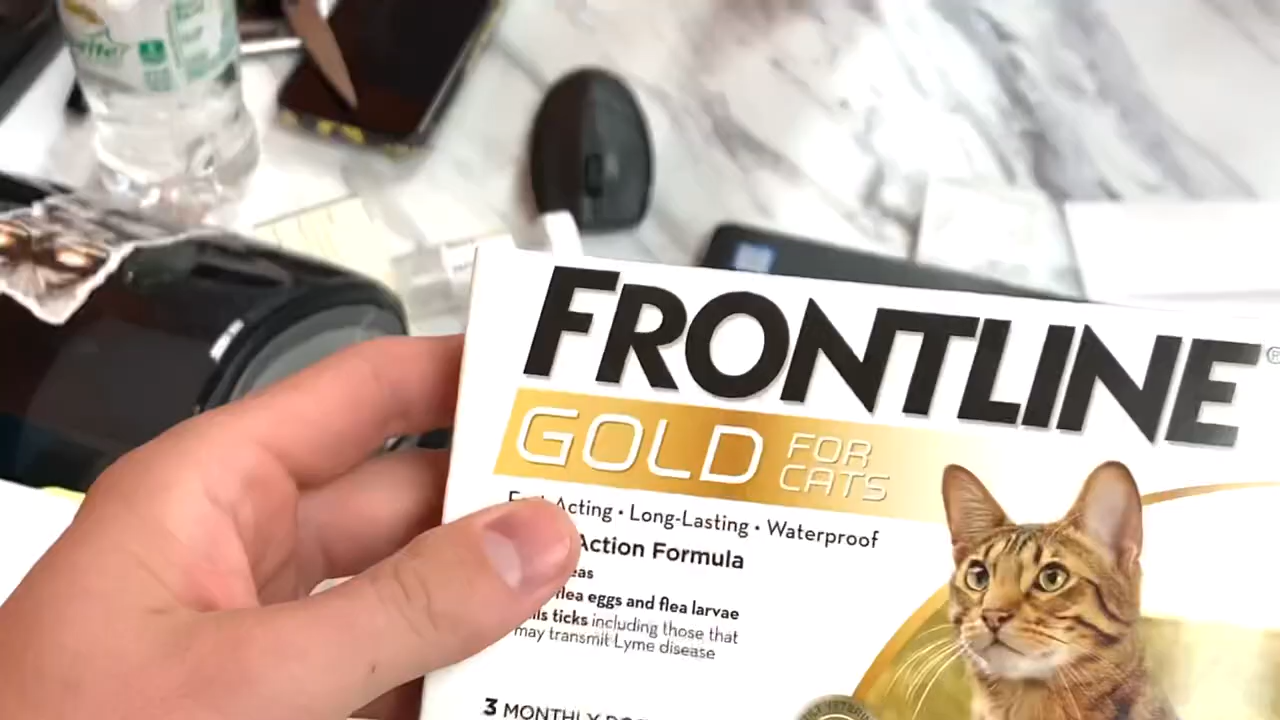 FRONTLINE®
GOLD FOR CATS
Acting • Long-Lasting • Waterproof
Action Formula
flea eggs and flea larvae
ticks including those that
may transmit Lyme disease
3 MONTHLY